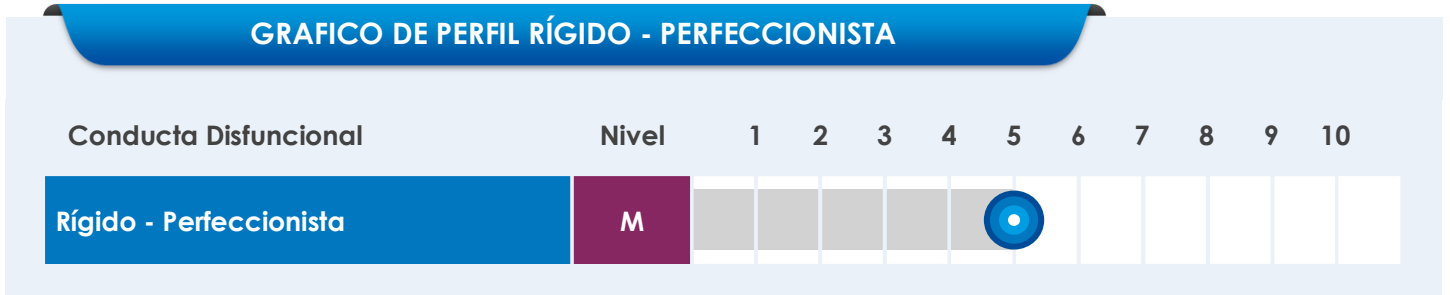 GRAFICO DE PERFIL RÍGIDO - PERFECCIONISTA
Conducta Disfuncional Nivel 1 2 3 4 5 6 7 8 9 10
Rígido - Perfeccionista M